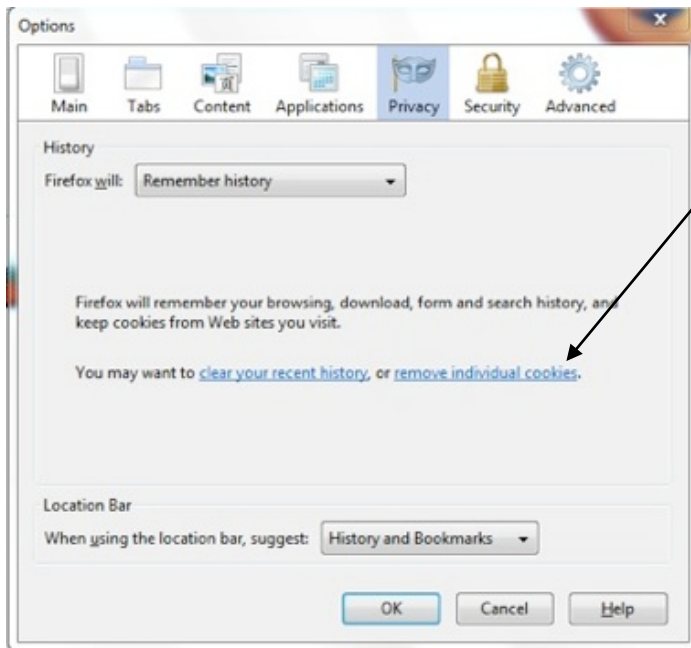 Options
Main Tabs Content Applications Privacy Security Advanced
History
Firefox will: Remember history
Firefox will remember your browsing, download, form and search history, and
keep cookies from Web sites you visit.
You may want to clear your recent history, or remove individual cookies.
Location Bar
When using the location bar, suggest: History and Bookmarks
OK Cancel Help